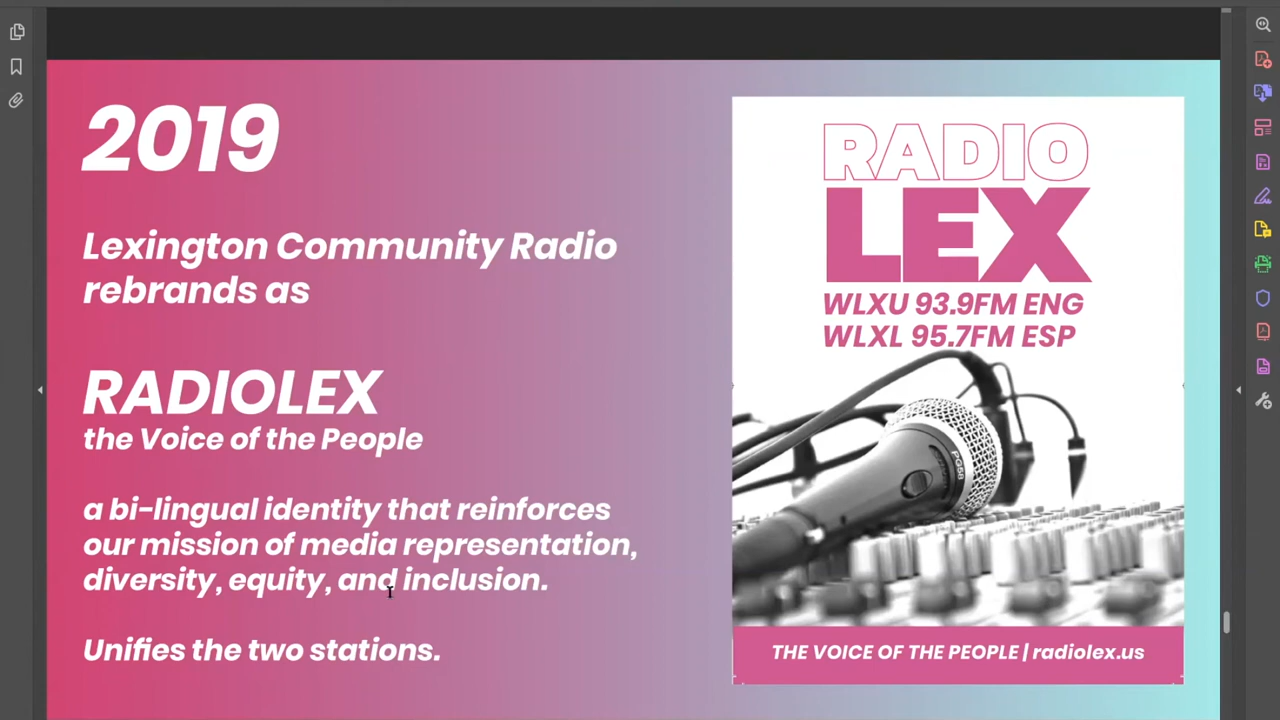 2019
Lexington Community Radio
rebrands as
RADIOLEX
the Voice of the People
a bi-lingual identity that reinforces
our mission of media representation,
diversity, equity, and inclusion.
Unifies the two stations.
RADIO
LEX
WLXU 93.9FM ENG
WLXL 95.7FM ESP
PG58
THE VOICE OF THE PEOPLE | radiolex.us